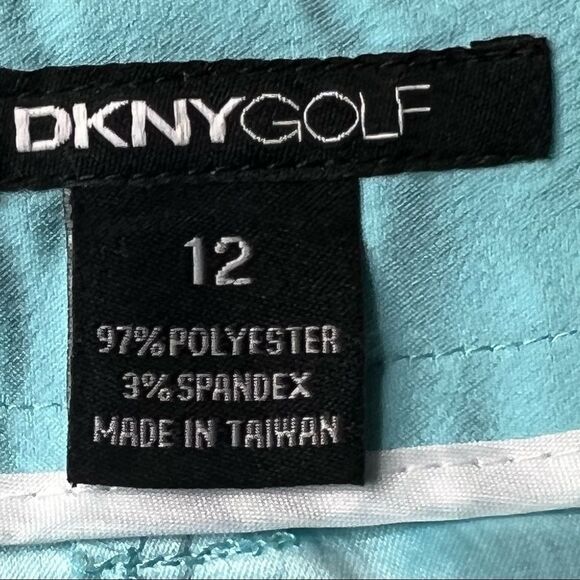 DKNYGOLF
12
97% POLYESTER
3% SPANDEX
MADE IN TAIWAN